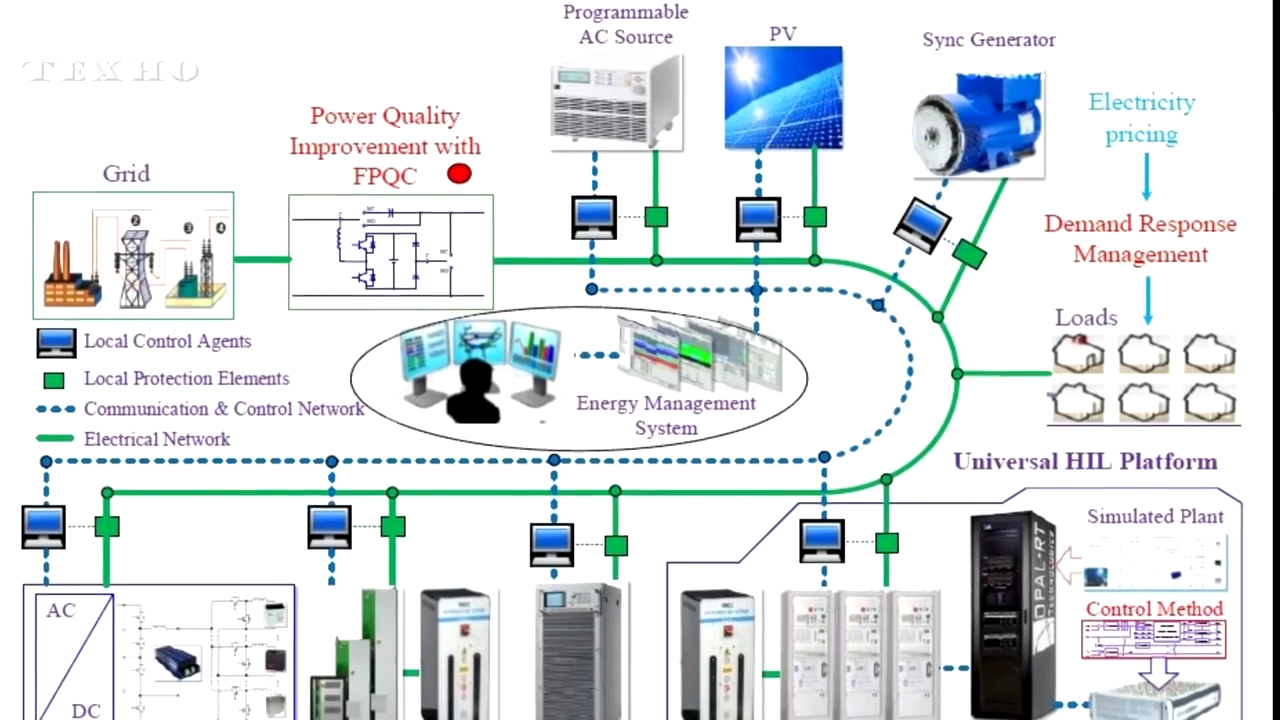 Programmable
AC Source
PV
Sync Generator
TEXHO
Electricity
pricing
Power Quality
Improvement with
FPQC
Grid
Demand Response
Management
Loads
Local Control Agents
Local Protection Elements
Communication & Control Network
Electrical Network
Energy Management
System
Universal HIL Platform
Simulated Plant
OPAL-RT
TECHNOLOGIES
Control Method
AC
DC